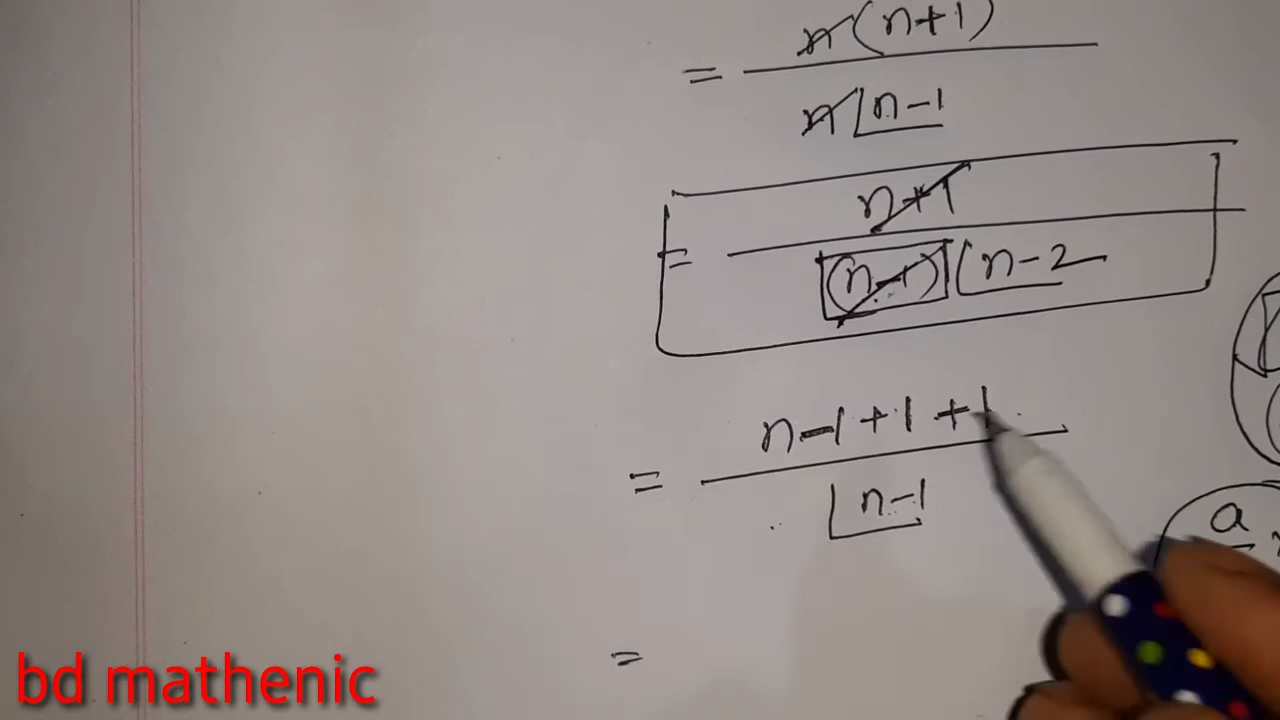 = n(n+1)
n⌊n-1
= n+1
(n-1)⌊n-2
= n-1+1+1
⌊n-1
=
a
bd mathenic